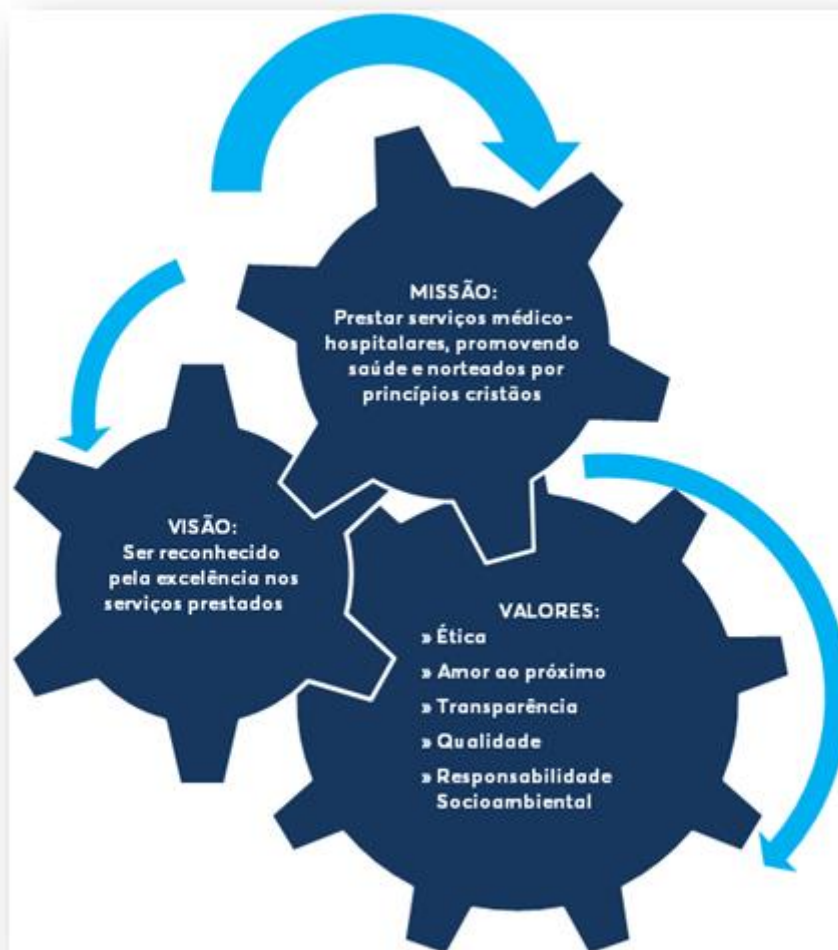 MISSÃO:
Prestar serviços médico-
hospitalares, promovendo
saúde e norteados por
princípios cristãos
VISÃO:
Ser reconhecido
pela excelência nos
serviços prestados
VALORES:
» Ética
» Amor ao próximo
» Transparência
» Qualidade
» Responsabilidade
Socioambiental